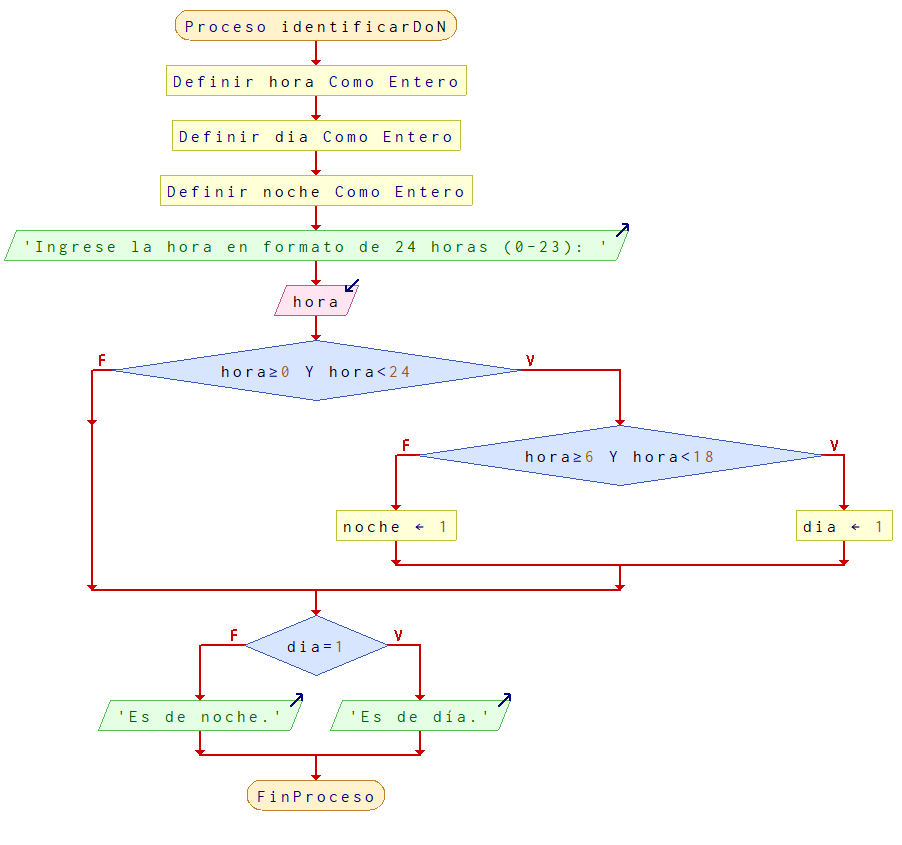 Proceso identificarDoN
Definir hora Como Entero
Definir dia Como Entero
Definir noche Como Entero
'Ingrese la hora en formato de 24 horas (0-23): '
hora
F
V
hora≥0 Y hora<24
F
V
hora≥6 Y hora<18
noche ← 1
dia ← 1
F
V
dia=1
'Es de noche.'
'Es de día.'
FinProceso